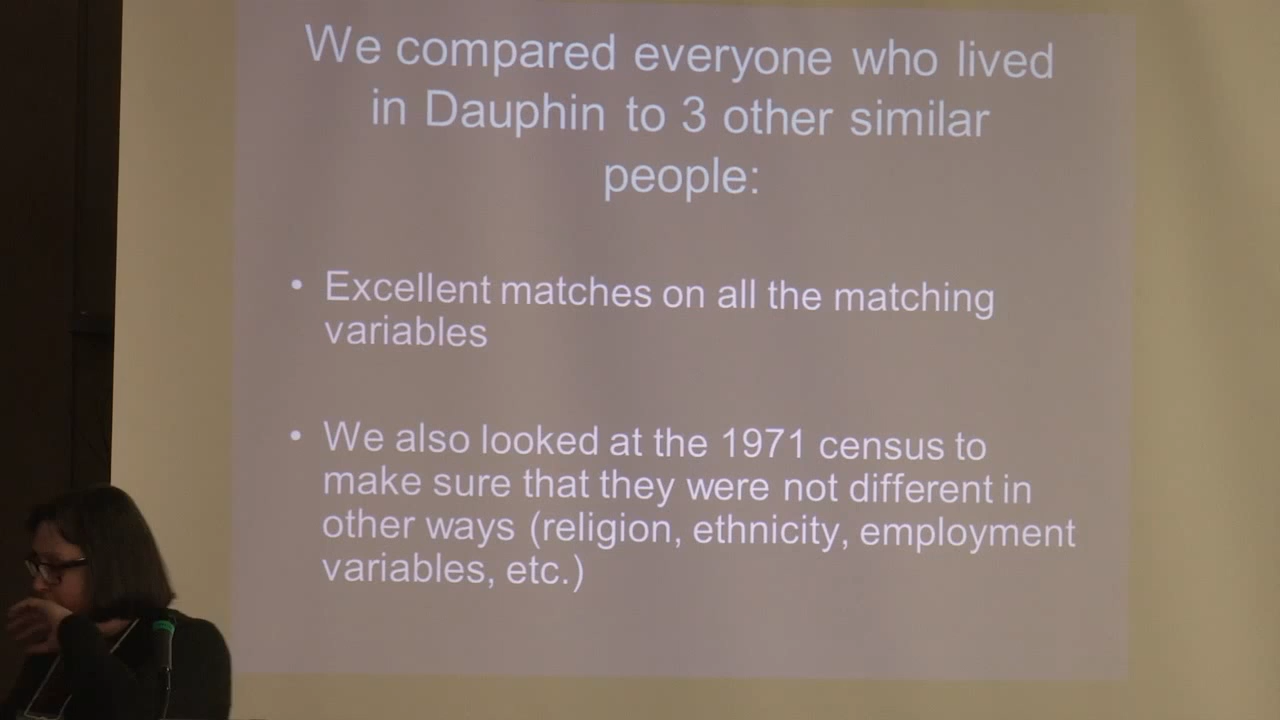 We compared everyone who lived
in Dauphin to 3 other similar
people:
• Excellent matches on all the matching
variables
• We also looked at the 1971 census to
make sure that they were not different in
other ways (religion, ethnicity, employment
variables, etc.)